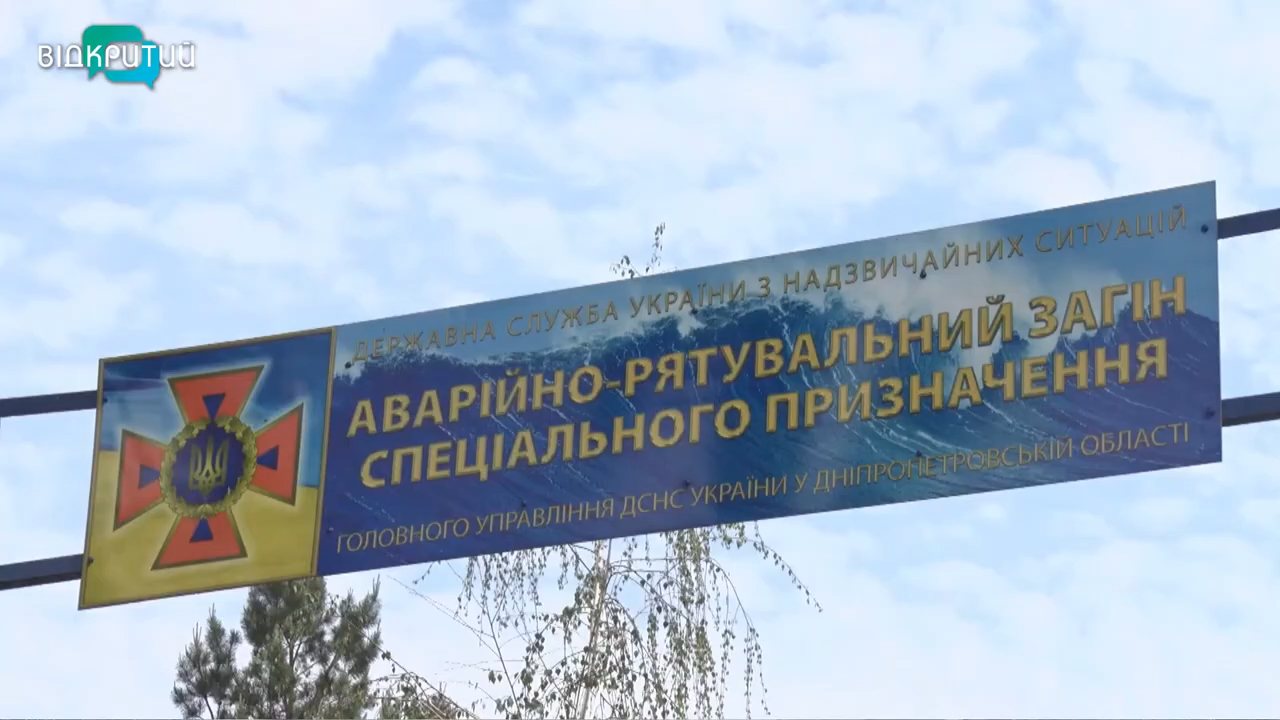 ВІДКРИТИЙ
ДЕРЖАВНА СЛУЖБА УКРАЇНИ З НАДЗВИЧАЙНИХ СИТУАЦІЙ
АВАРІЙНО-РЯТУВАЛЬНИЙ ЗАГІН
СПЕЦІАЛЬНОГО ПРИЗНАЧЕННЯ
ГОЛОВНОГО УПРАВЛІННЯ ДСНС УКРАЇНИ У ДНІПРОПЕТРОВСЬКІЙ ОБЛАСТІ